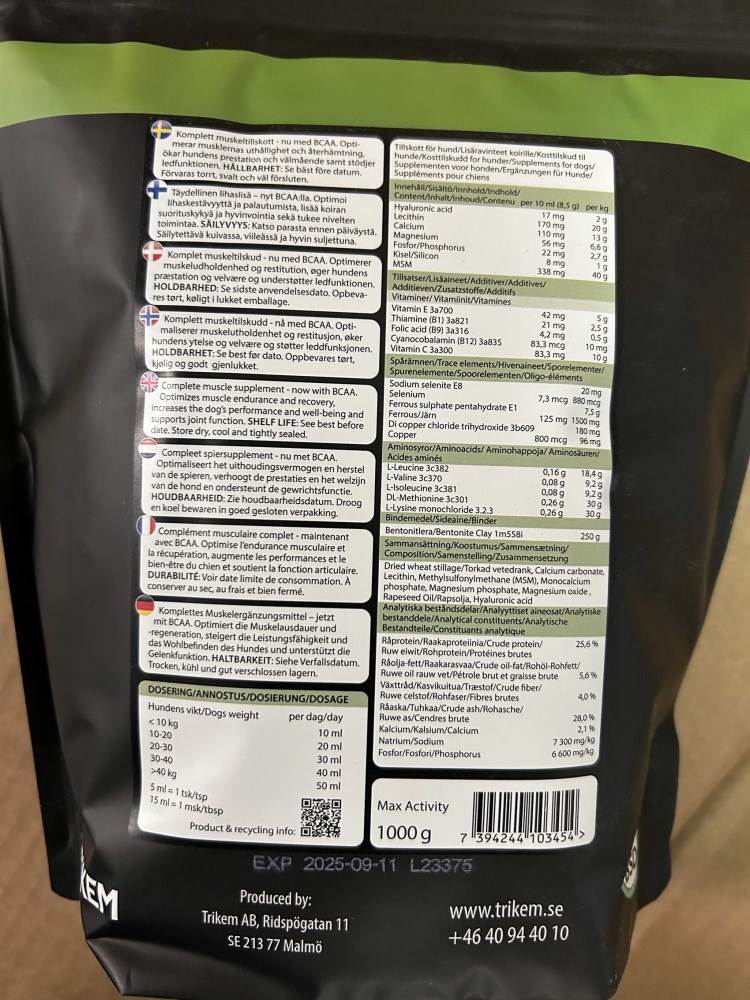 Komplett muskeltillskott - nu med BCAA. Opti-
merar musklernas uthållighet och återhämtning,
ökar hundens prestation och välmående samt stödjer
ledfunktionen. HÅLLBARHET: Se bäst före datum.
Förvaras torrt, svalt och väl försluten.
Täydellinen lihaslisä – nyt BCAA:lla. Optimoi
lihaskestävyyttä ja palautumista, lisää koiran
suorituskykyä ja hyvinvointia sekä tukee nivelten
toimintaa. SÄILYVYYS: Katso parasta ennen päiväystä.
Säilytettävä kuivassa, viileässä ja hyvin suljettuna.
Komplet muskeltilskud - nu med BCAA. Optimerer
muskeludholdenhed og restitution, øger hundens
præstation og velvære og understøtter ledfunktionen.
HOLDBARHED: Se sidste anvendelsesdato. Opbeva-
res tørt, køligt i lukket emballage.
Komplett muskeltilskudd - nå med BCAA. Opti-
maliserer muskelutholdenhet og restitusjon, øker
hundens ytelse og velvære og støtter leddfunksjonen.
HOLDBARHET: Se best før dato. Oppbevares tørt,
kjølig og godt gjenlukket.
Complete muscle supplement - now with BCAA.
Optimizes muscle endurance and recovery,
increases the dog's performance and well-being and
supports joint function. SHELF LIFE: See best before
date. Store dry, cool and tightly sealed.
Compleet spiersupplement - nu met BCAA.
Optimaliseert het uithoudingsvermogen en herstel
van de spieren, verhoogt de prestaties en het welzijn
van de hond en ondersteunt de gewrichtsfunctie.
HOUDBAARHEID: Zie houdbaarheidsdatum. Droog
en koel bewaren in goed gesloten verpakking.
Complément musculaire complet - maintenant
avec BCAA. Optimise l'endurance musculaire et
la récupération, augmente les performances et le
bien-être du chien et soutient la fonction articulaire.
DURABILITÉ: Voir date limite de consommation. À
conserver au sec, au frais et bien fermé.
Komplettes Muskelergänzungsmittel – jetzt
mit BCAA. Optimiert die Muskelausdauer und
-regeneration, steigert die Leistungsfähigkeit und
das Wohlbefinden des Hundes und unterstützt die
Gelenkfunktion. HALTBARKEIT: Siehe Verfallsdatum.
Trocken, kühl und gut verschlossen lagern.
DOSERING/ANNOSTUS/DOSIERUNG/DOSAGE
Hundens vikt/Dogs weight per dag/day
< 10 kg 10 ml
10-20 20 ml
20-30 30 ml
30-40 40 ml
>40 kg 50 ml
5 ml = 1 tsk/tsp
15 ml = 1 msk/tbsp
Product & recycling info:
Tillskott för hund/Lisäravinteet koirille/Kosttilskud til
hunde/Kosttilskudd for hunder/Supplements for dogs/
Supplementen voor honden/Ergänzungen für Hunde/
Suppléments pour chiens
Innehåll/Sisältö/Innhold/Indhold/
Content/Inhalt/Inhoud/Contenu per 10 ml (8,5 g) per kg
Hyaluronic acid 17 mg 2 g
Lecithin 170 mg 20 g
Calcium 110 mg 13 g
Magnesium 56 mg 6,6 g
Fosfor/Phosphorus 22 mg 2,7 g
Kisel/Silicon 8 mg 1 g
MSM 338 mg 40 g
Tillsatser/Lisäaineet/Additiver/Additives/
Additieven/Zusatzstoffe/Additifs
Vitaminer/ Vitamiinit/Vitamines
Vitamin E 3a700 42 mg 5 g
Thiamine (B1) 3a821 21 mg 2,5 g
Folic acid (B9) 3a316 4,2 mg 0,5 g
Cyanocobalamin (B12) 3a835 83,3 mcg 10 mg
Vitamin C 3a300 83,3 mg 10 g
Spårämnen/Trace elements/Hivenaineet/Sporelementer/
Spurenelemente/Spoorelementen/Oligo-éléments
Sodium selenite E8 20 mg
Selenium 7,3 mcg 880 mcg
Ferrous sulphate pentahydrate E1 7,5 g
Ferrous/Järn 125 mg 1500 mg
Di copper chloride trihydroxide 3b609 180 mg
Copper 800 mcg 96 mg
Aminosyror/Aminoacids/ Aminohappoja/ Aminosäuren/
Acides aminés
L-Leucine 3c382 0,16 g 18,4 g
L-Valine 3c370 0,08 g 9,2 g
L-Isoleucine 3c381 0,08 g 9,2 g
DL-Methionine 3c301 0,26 g 30 g
L-Lysine monochloride 3.2.3 0,26 g 30 g
Bindemedel/Sideaine/Binder
Bentonitlera/Bentonite Clay 1m558i 250 g
Sammansättning/Koostumus/Sammensætning/
Composition/Samenstelling/Zusammensetzung
Dried wheat stillage/Torkad vetedrank, Calcium carbonate,
Lecithin, Methylsulfonylmethane (MSM), Monocalcium
phosphate, Magnesium phosphate, Magnesium oxide,
Rapeseed Oil/Rapsolja, Hyaluronic acid
Analytiska beståndsdelar/Analyyttiset aineosat/Analytiske
bestanddele/Analytical constituents/Analytische
Bestandteile/Constituants analytique
Råprotein/Raakaproteiinia/Crude protein/
Ruw eiwit/Rohprotein/Protéines brutes 25,6 %
Råolja-fett/Raakarasvaa/Crude oil-fat/Rohöl-Rohfett/
Ruwe oil rauw vet/Pétrole brut et graisse brute 5,6 %
Växttråd/Kasvikuitua/Træstof/Crude fiber/
Ruwe celstof/Rohfaser/Fibres brutes 4,0 %
Råaska/Tuhkaa/Crude ash/Rohasche/
Ruwe as/Cendres brute 28,0 %
Kalcium/Kalsium/Calcium 2,1 %
Natrium/Sodium 7 300 mg/kg
Fosfor/Fosfori/Phosphorus 6 600 mg/kg
Max Activity
1000 g
7 394244 103454 >
EXP 2025-09-11 L23375
KEM
Produced by:
Trikem AB, Ridspögatan 11
SE 213 77 Malmö
www.trikem.se
+46 40 94 40 10